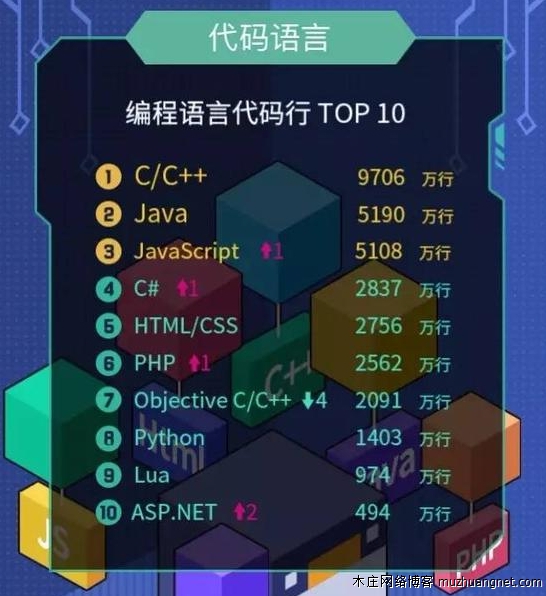 代码语言
编程语言代码行 TOP 10
1 C/C++ 9706 万行
2 Java 5190 万行
3 JavaScript ⬆1 5108 万行
4 C# ⬆1 2837 万行
5 HTML/CSS 2756 万行
6 PHP ⬆1 2562 万行
7 Objective C/C++ ⬇4 2091 万行
8 Python 1403 万行
9 Lua 974 万行
10 ASP.NET ⬆2 494 万行
C++
Html
Java
JS
PHP
木庄网络博客 muzhuangnet.com